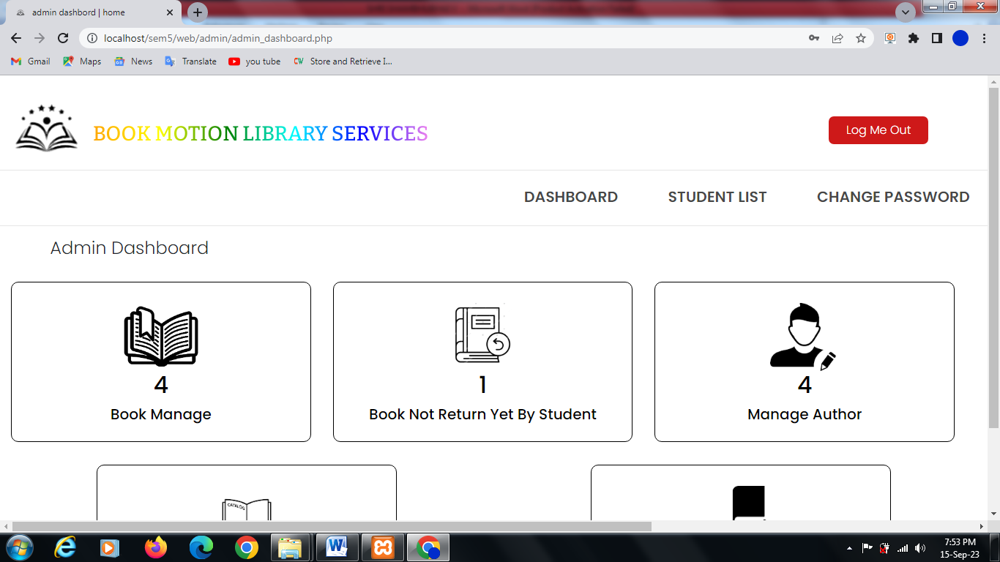 admin dashbord | home
localhost/sem5/web/admin/admin_dashboard.php
Gmail Maps News Translate you tube Store and Retrieve I...
BOOK MOTION LIBRARY SERVICES
Log Me Out
DASHBOARD STUDENT LIST CHANGE PASSWORD
Admin Dashboard
4 1 4
Book Manage Book Not Return Yet By Student Manage Author
CATALOG
7:53 PM
15-Sep-23